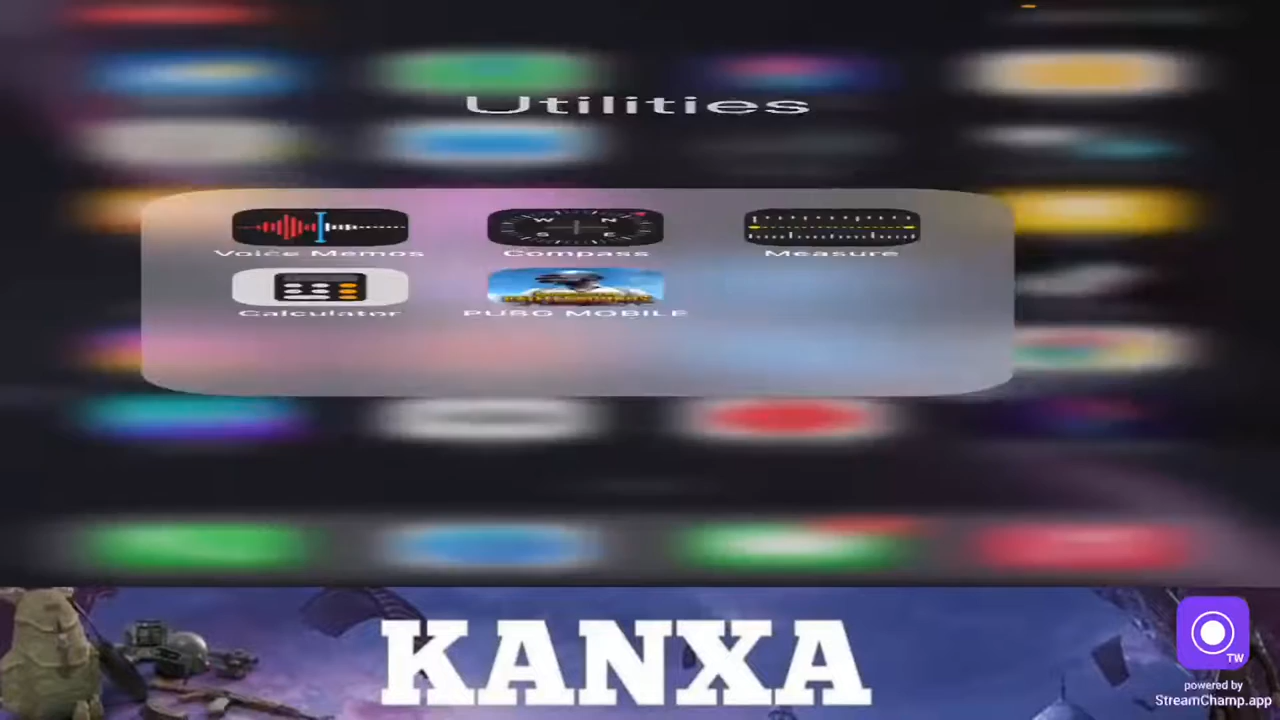 Utilities
W N
S E
Voice Memos Compass Measure
Calculator PUBG MOBILE
KANXA
TW
powered by
StreamChamp.app